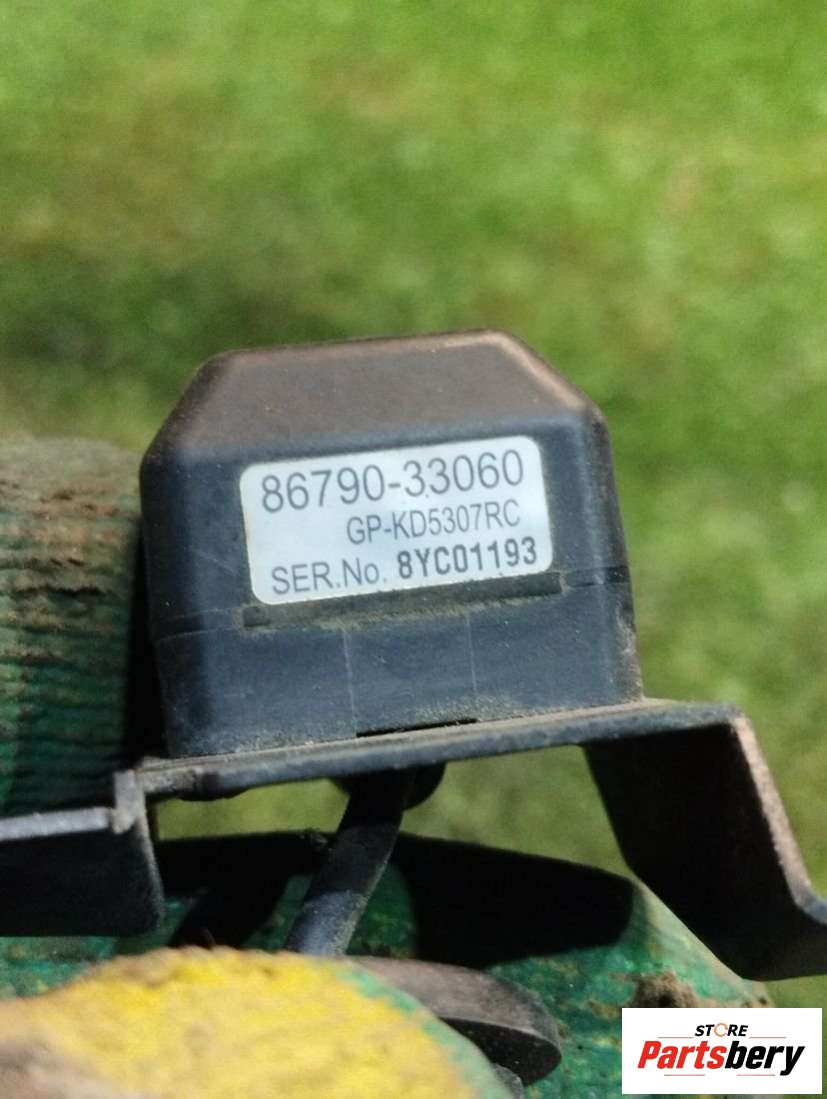 86790-33060
GP-KD5307RC
SER.No. 8YC01193
STORE
Partsbery